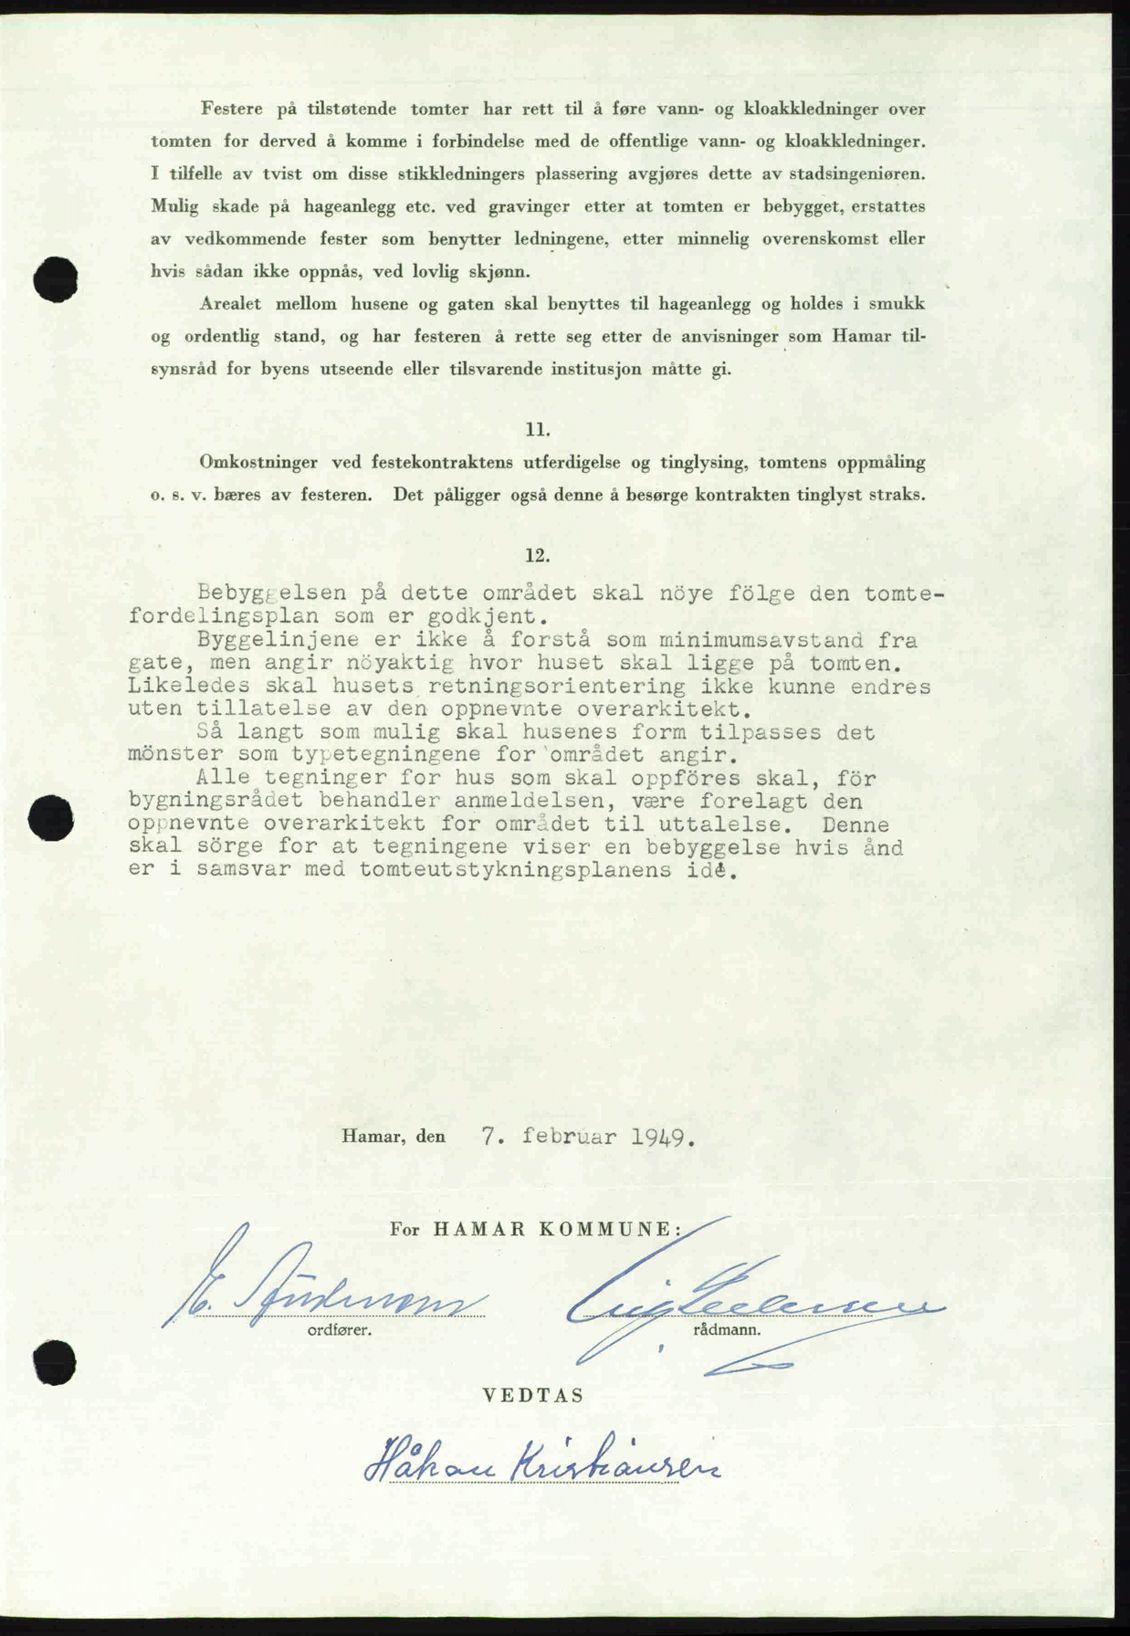 Festere på tilstøtende tomter har rett til å føre vann- og kloakkledninger over
tomten for derved å komme i forbindelse med de offentlige vann- og kloakkledninger.
I tilfelle av tvist om disse stikkledningers plassering avgjøres dette av stadsingeniøren.
Mulig skade på hageanlegg etc. ved gravinger etter at tomten er bebygget, erstattes
av vedkommende fester som benytter ledningene, etter minnelig overenskomst eller
hvis sådan ikke oppnås, ved lovlig skjønn.
Arealet mellom husene og gaten skal benyttes til hageanlegg og holdes i smukk
og ordentlig stand, og har festeren å rette seg etter de anvisninger som Hamar til-
synsråd for byens utseende eller tilsvarende institusjon måtte gi.
11.
Omkostninger ved festekontraktens utferdigelse og tinglysing, tomtens oppmåling
o. s. v. bæres av festeren. Det påligger også denne å besørge kontrakten tinglyst straks.
12.
Bebyggelsen på dette området skal nöye fölge den tomte-
fordelingsplan som er godkjent.
Byggelinjene er ikke å forstå som minimumsavstand fra
gate, men angir nöyaktig hvor huset skal ligge på tomten.
Likeledes skal husets retningsorientering ikke kunne endres
uten tillatelse av den oppnevnte overarkitekt.
Så langt som mulig skal husenes form tilpasses det
mönster som typetegningene for området angir.
Alle tegninger for hus som skal oppföres skal, för
bygningsrådet behandler anmeldelsen, være forelagt den
oppnevnte overarkitekt for området til uttalelse. Denne
skal sörge for at tegningene viser en bebyggelse hvis ånd
er i samsvar med tomteutstykningsplanens idé.
Hamar, den 7. februar 1949.
For HAMAR KOMMUNE:
ordfører. rådmann.
VEDTAS
Håkon Kristiansen